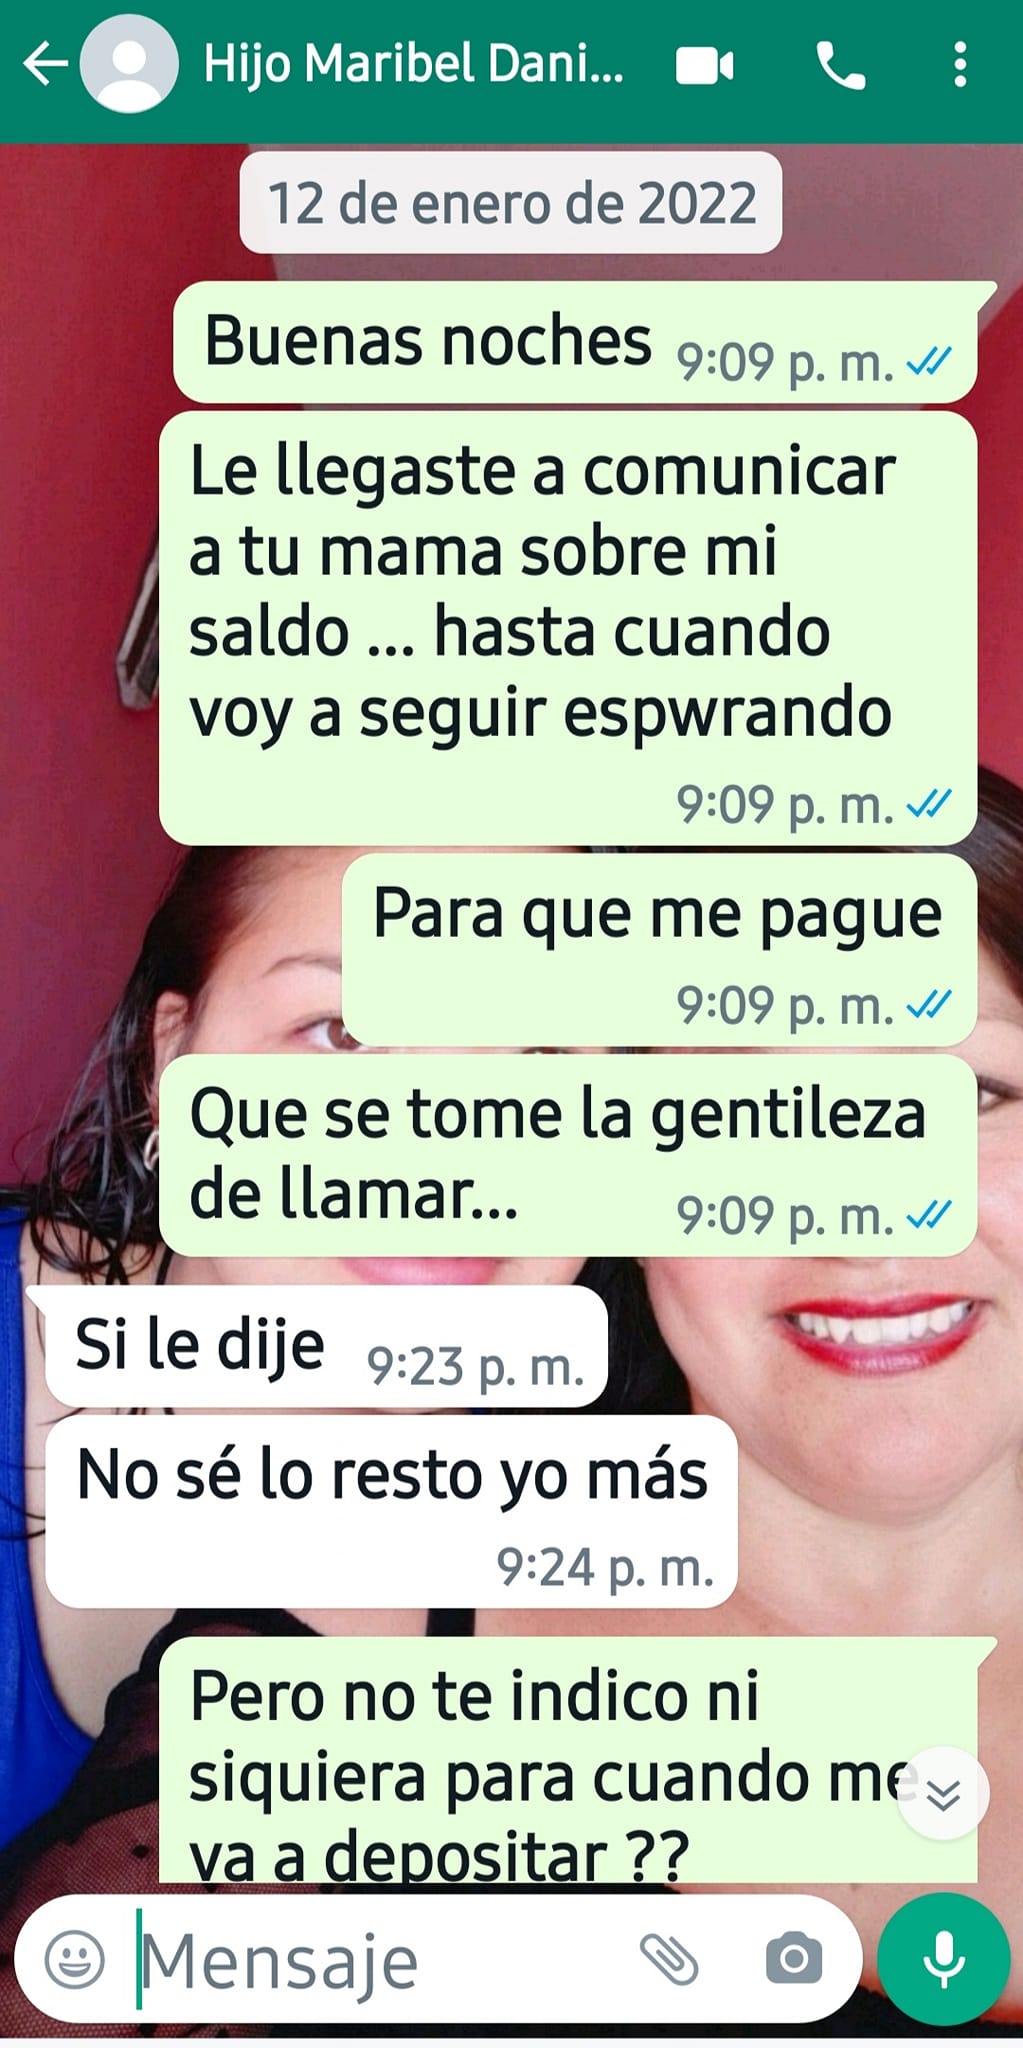 Hijo Maribel Dani...
12 de enero de 2022
Buenas noches 9:09 p. m.
Le llegaste a comunicar
a tu mama sobre mi
saldo ... hasta cuando
voy a seguir espwrando
9:09 p. m.
Para que me pague
9:09 p. m.
Que se tome la gentileza
de llamar... 9:09 p. m.
Si le dije 9:23 p. m.
No sé lo resto yo más
9:24 p. m.
Pero no te indico ni
siquiera para cuando me
va a depositar ??
Mensaje